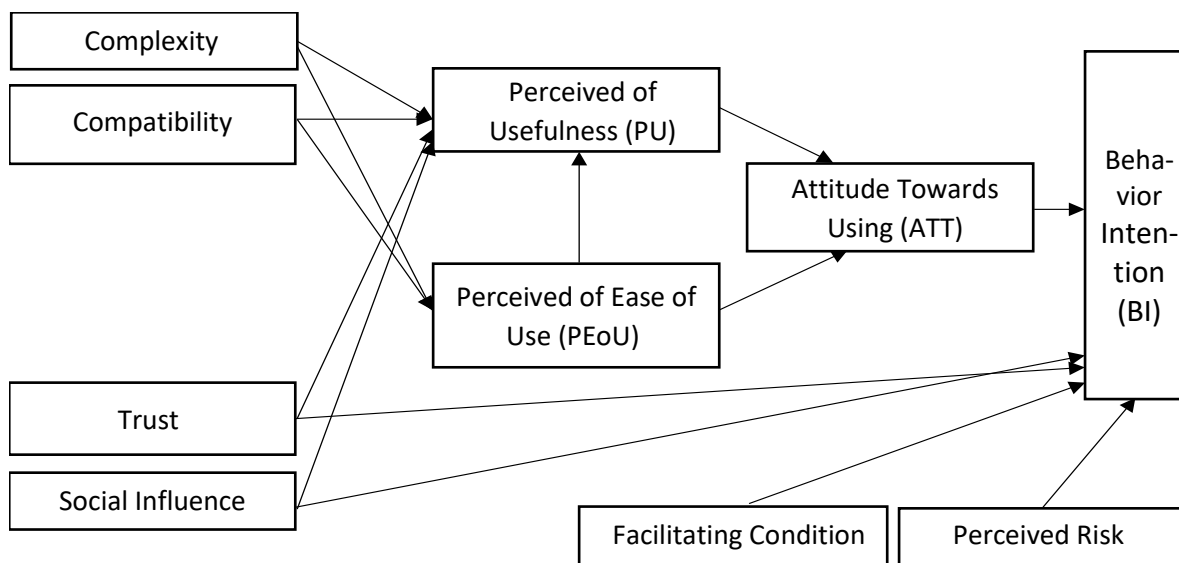 Complexity
Compatibility
Perceived of
Usefulness (PU)
Attitude Towards
Using (ATT)
Beha-
vior
Inten-
tion
(BI)
Perceived of Ease of
Use (PEoU)
Trust
Social Influence
Facilitating Condition
Perceived Risk